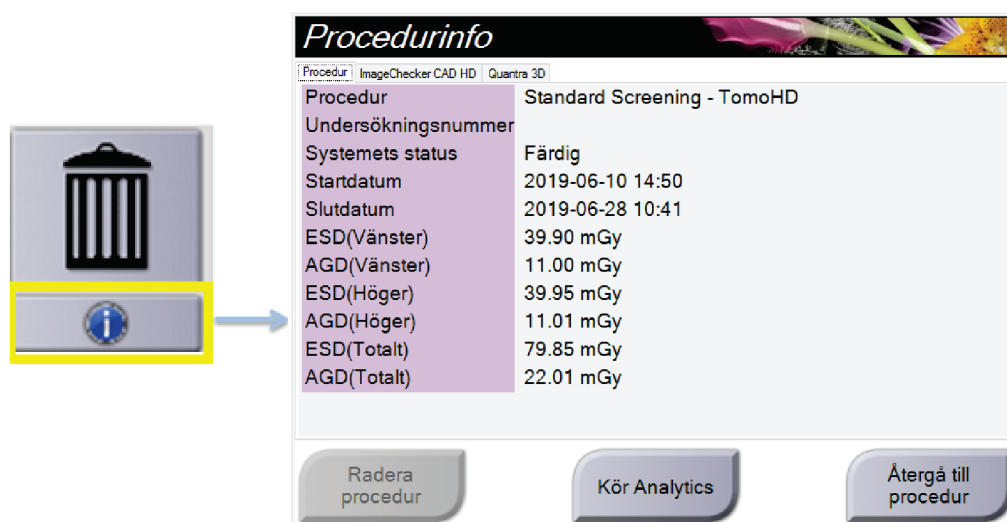 Procedurinfo
Procedur ImageChecker CAD HD Quantra 3D
Procedur Standard Screening - TomoHD
Undersökningsnummer
Systemets status Färdig
Startdatum 2019-06-10 14:50
Slutdatum 2019-06-28 10:41
ESD(Vänster) 39.90 mGy
AGD(Vänster) 11.00 mGy
ESD(Höger) 39.95 mGy
AGD(Höger) 11.01 mGy
ESD(Totalt) 79.85 mGy
AGD(Totalt) 22.01 mGy
Radera
procedur
Kör Analytics
Återgå till
procedur